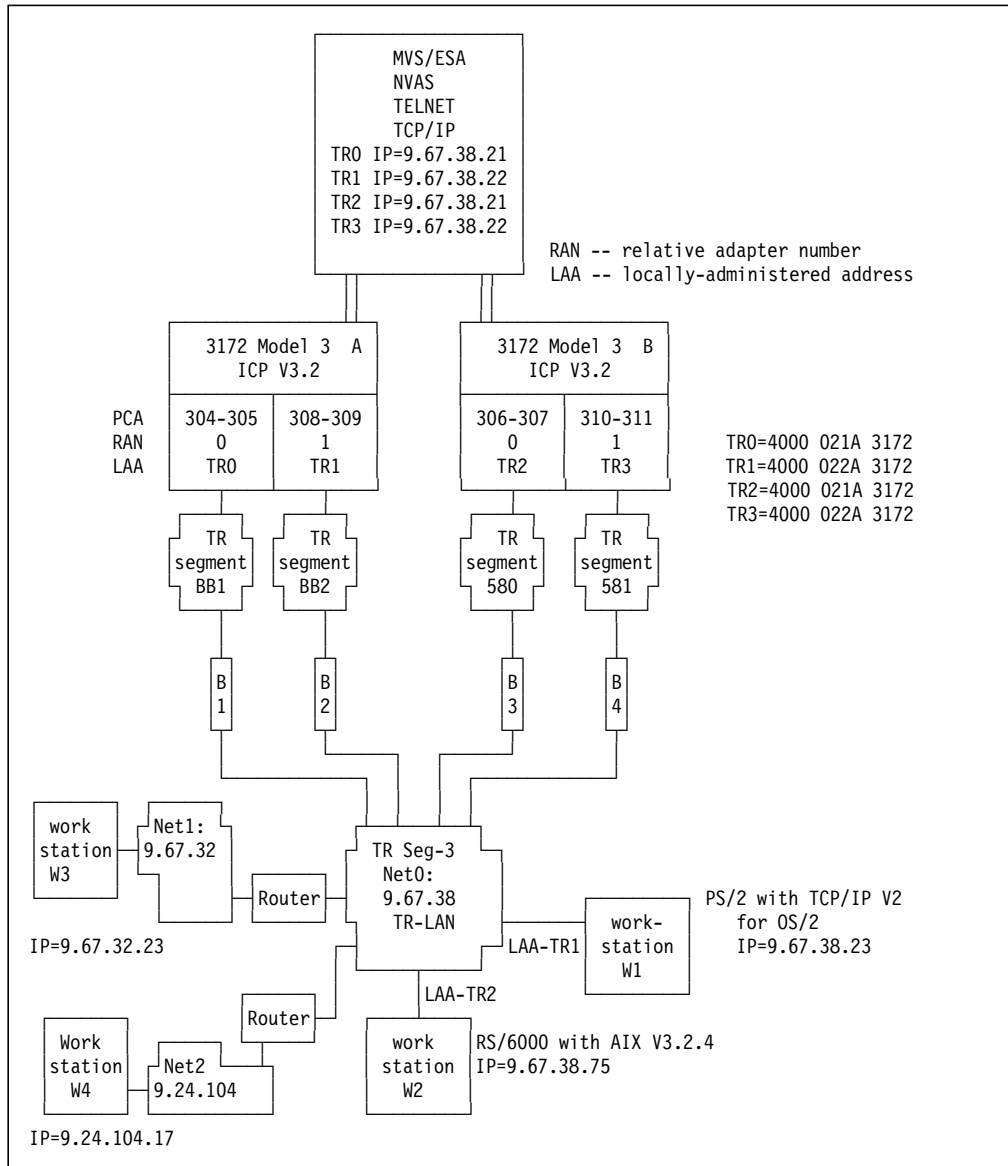 MVS/ESA
NVAS
TELNET
TCP/IP
TR0 IP=9.67.38.21
TR1 IP=9.67.38.22
TR2 IP=9.67.38.21
TR3 IP=9.67.38.22
RAN -- relative adapter number
LAA -- locally-administered address
3172 Model 3 A
ICP V3.2
3172 Model 3 B
ICP V3.2
PCA 304-305 308-309 306-307 310-311
RAN 0 1 0 1
LAA TR0 TR1 TR2 TR3
TR0=4000 021A 3172
TR1=4000 022A 3172
TR2=4000 021A 3172
TR3=4000 022A 3172
TR
segment
BB1
TR
segment
BB2
TR
segment
580
TR
segment
581
B
1
B
2
B
3
B
4
work
station
W3
Net1:
9.67.32
Router
TR Seg-3
Net0:
9.67.38
TR-LAN
IP=9.67.32.23
LAA-TR1
work-
station
W1
PS/2 with TCP/IP V2
for OS/2
IP=9.67.38.23
LAA-TR2
Router
Work
station
W4
Net2
9.24.104
work
station
W2
RS/6000 with AIX V3.2.4
IP=9.67.38.75
IP=9.24.104.17